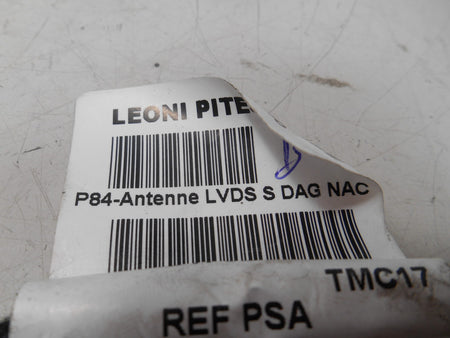 LEONI PITE
P84-Antenne LVDS S DAG NAC
TMC17
REF PSA